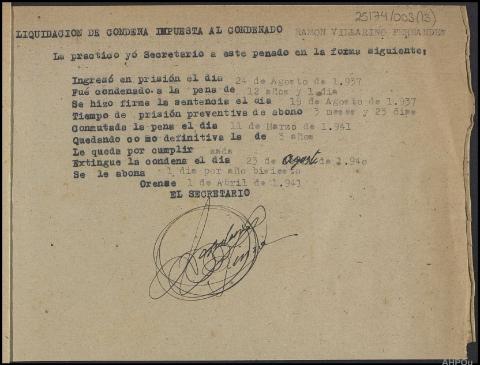 25174/003(13)
LIQUIDACION DE CONDENA IMPUESTA AL CONDENADO RAMON VILLARINO FERNANDEZ
La practico yó Secretario a este penado en la forma siguiente:
Ingresó en prisión el día 24 de Agosto de 1.937
Fué condenado a la pena de 12 años y 1 dia
Se hizo firme la sentencia el día 19 de Agosto de 1.937
Tiempo de prisión preventiva de abono 3 meses y 25 dias
Conmutada la pena el dia 11 de Marzo de 1.941
Quedando como definitiva la de 3 años
Le queda por cumplir nada
Extingue la condena el día 23 de agosto de 1.940
Se le abona 1 dia por año bisiesto
Orense 1 de Abril de 1.941
EL SECRETARIO
AHPOu